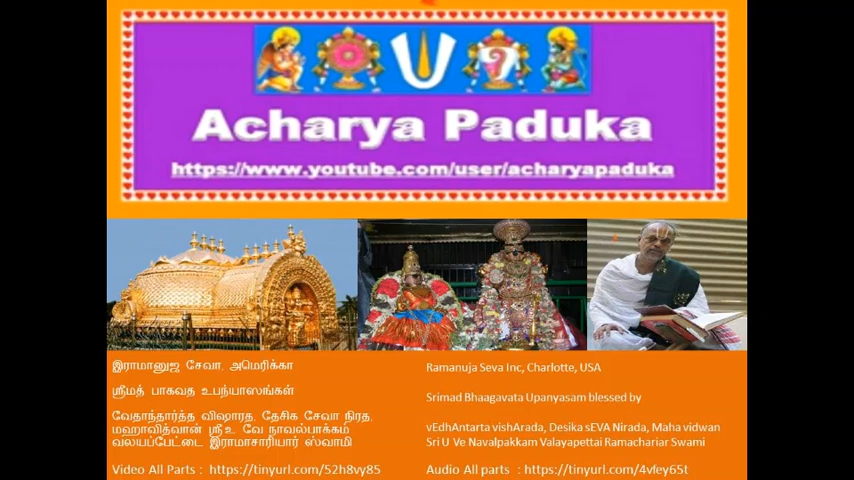 Acharya Paduka
https://www.youtube.com/user/acharyapaduka
இராமானுஜ சேவா, அமெரிக்கா
ஸ்ரீமத் பாகவத உபந்யாஸங்கள்
வேதாந்தார்த்த விஷாரத, தேசிக சேவா நிரத,
மஹாவித்வான் ஸ்ரீ உ வே நாவல்பாக்கம்
வலயப்பேட்டை இராமாசாரியார் ஸ்வாமி
Video All Parts : https://tinyurl.com/52h8vy85
Ramanuja Seva Inc, Charlotte, USA
Srimad Bhaagavata Upanyasam blessed by
vEdhAntarta vishArada, Desika sEVA Nirada, Maha vidwan
Sri U Ve Navalpakkam Valayapettai Ramachariar Swami
Audio All parts : https://tinyurl.com/4vfey65t